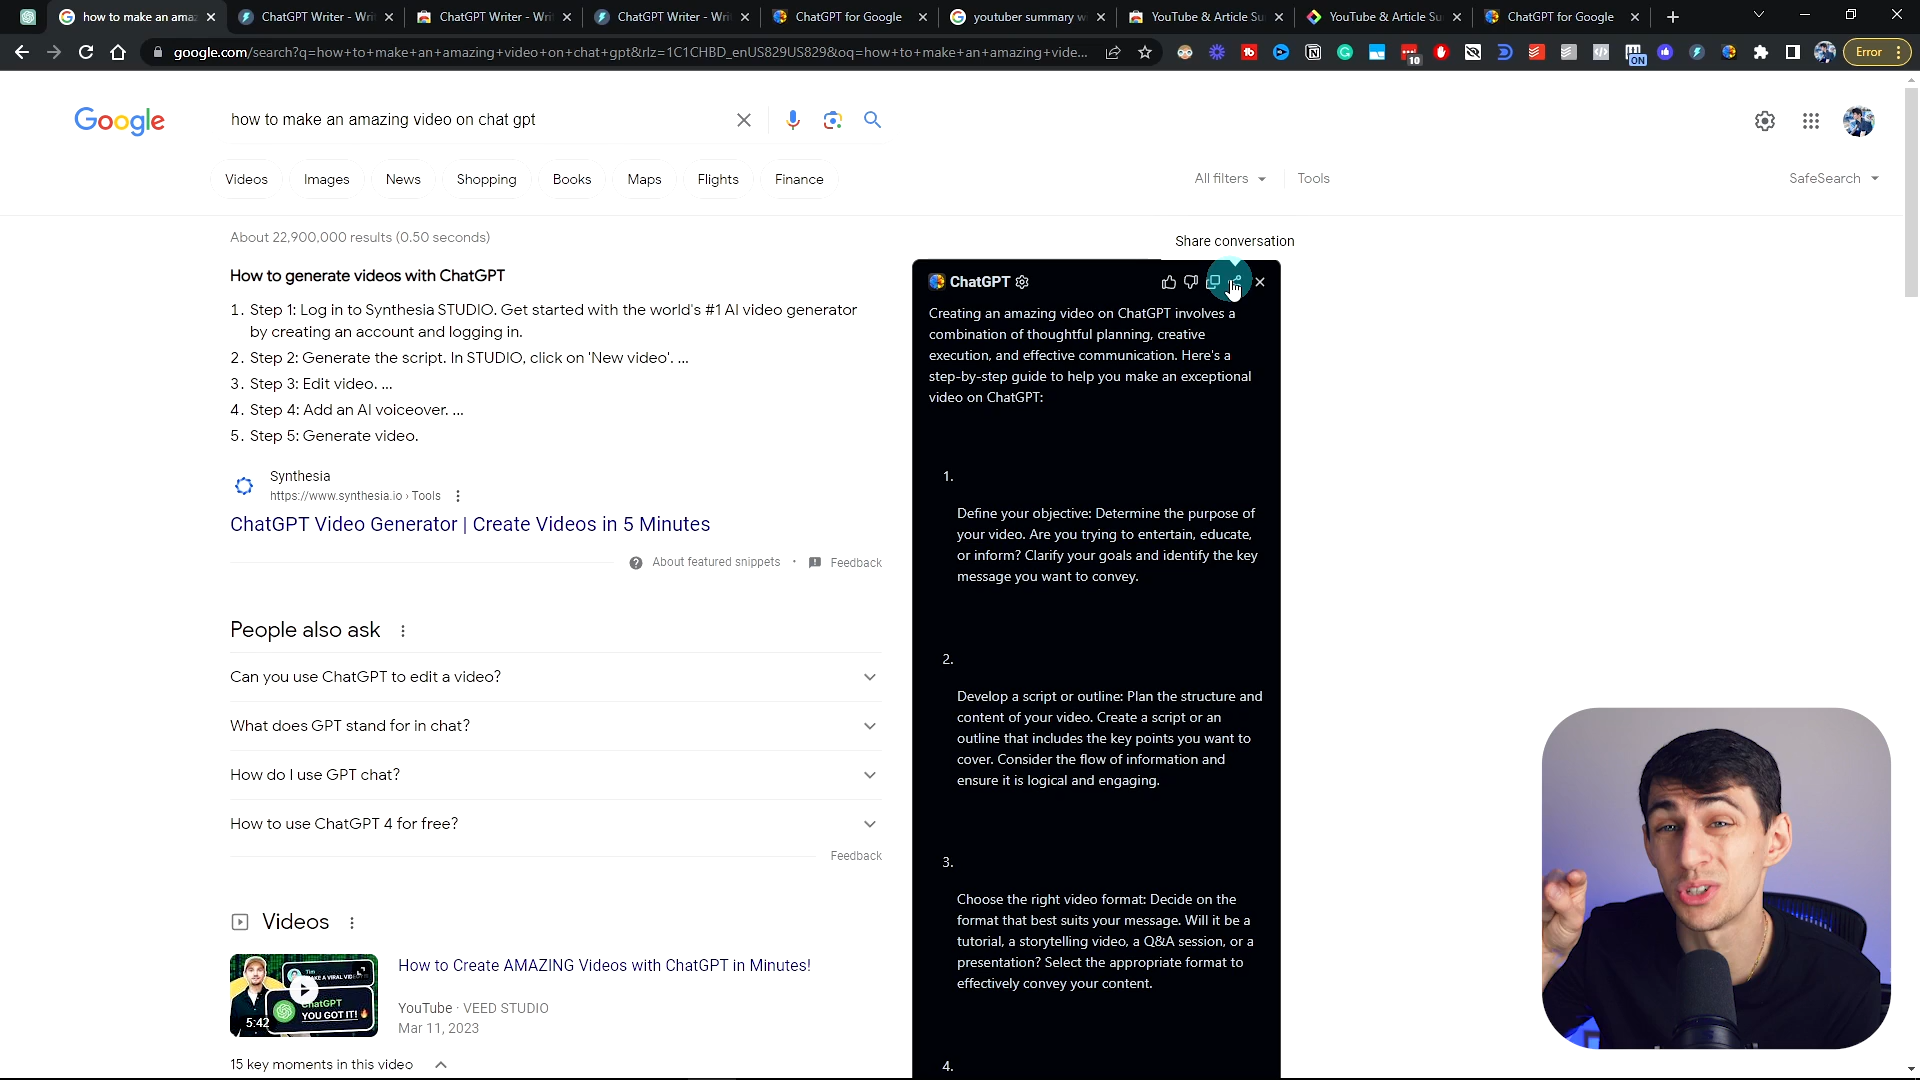 how to make an ama
ChatGPT Writer - Wri
ChatGPT Writer - Wri
ChatGPT Writer - Wri
ChatGPT for Google
youtuber summary w
YouTube & Article Su
YouTube & Article Su
ChatGPT for Google
google.com/search?q=how+to+make+an+amazing+video+on+chat+gpt&rlz=1C1CHBD_enUS829US829&oq=how+to+make+an+amazing+vide...
10
ON
Error
Google
how to make an amazing video on chat gpt
Videos
Images
News
Shopping
Books
Maps
Flights
Finance
All filters
Tools
SafeSearch
About 22,900,000 results (0.50 seconds)
How to generate videos with ChatGPT
1. Step 1: Log in to Synthesia STUDIO. Get started with the world's #1 AI video generator
by creating an account and logging in.
2. Step 2: Generate the script. In STUDIO, click on 'New video'. ...
3. Step 3: Edit video. ...
4. Step 4: Add an AI voiceover. ...
5. Step 5: Generate video.
Synthesia
https://www.synthesia.io › Tools
ChatGPT Video Generator | Create Videos in 5 Minutes
About featured snippets
•
Feedback
People also ask
Can you use ChatGPT to edit a video?
What does GPT stand for in chat?
How do I use GPT chat?
How to use ChatGPT 4 for free?
Feedback
Videos
Tim
MAKE A VIRAL VIDEO
ChatGPT
YOU GOT IT!
5:42
How to Create AMAZING Videos with ChatGPT in Minutes!
YouTube · VEED STUDIO
Mar 11, 2023
15 key moments in this video
Share conversation
ChatGPT
Creating an amazing video on ChatGPT involves a
combination of thoughtful planning, creative
execution, and effective communication. Here's a
step-by-step guide to help you make an exceptional
video on ChatGPT:
1.
Define your objective: Determine the purpose of
your video. Are you trying to entertain, educate,
or inform? Clarify your goals and identify the key
message you want to convey.
2.
Develop a script or outline: Plan the structure and
content of your video. Create a script or an
outline that includes the key points you want to
cover. Consider the flow of information and
ensure it is logical and engaging.
3.
Choose the right video format: Decide on the
format that best suits your message. Will it be a
tutorial, a storytelling video, a Q&A session, or a
presentation? Select the appropriate format to
effectively convey your content.
4.